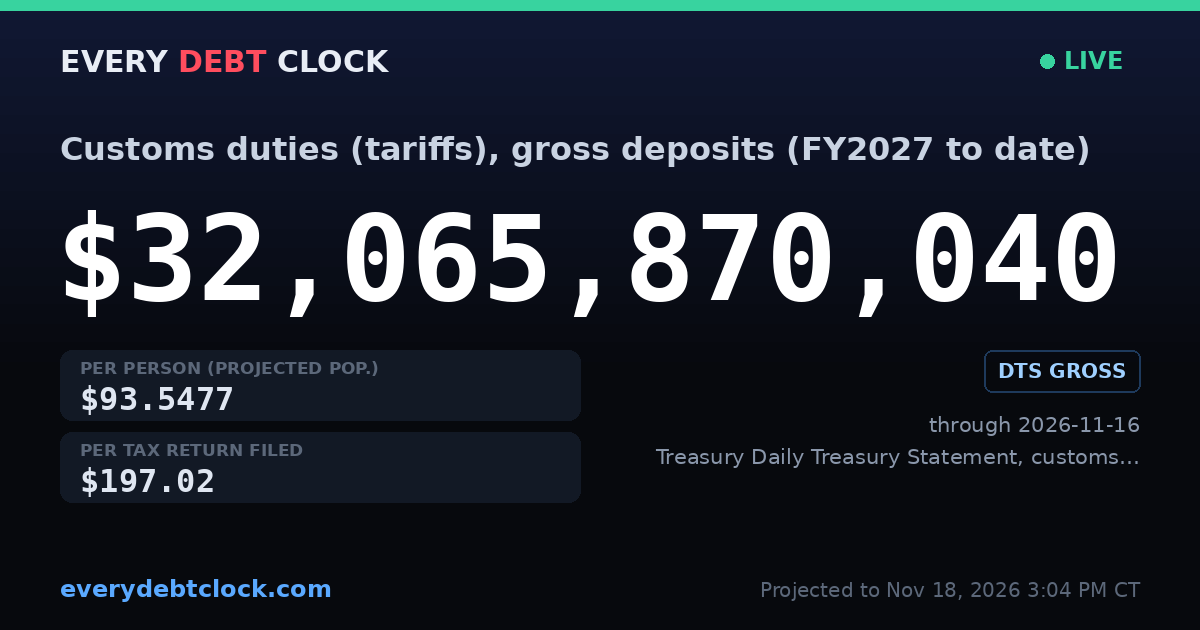 EVERY DEBT CLOCK
LIVE
Customs duties (tariffs), gross deposits (FY2027 to date)
$32,065,870,040
PER PERSON (PROJECTED POP.)
$93.5477
PER TAX RETURN FILED
$197.02
DTS GROSS
through 2026-11-16
Treasury Daily Treasury Statement, customs…
everydebtclock.com
Projected to Nov 18, 2026 3:04 PM CT